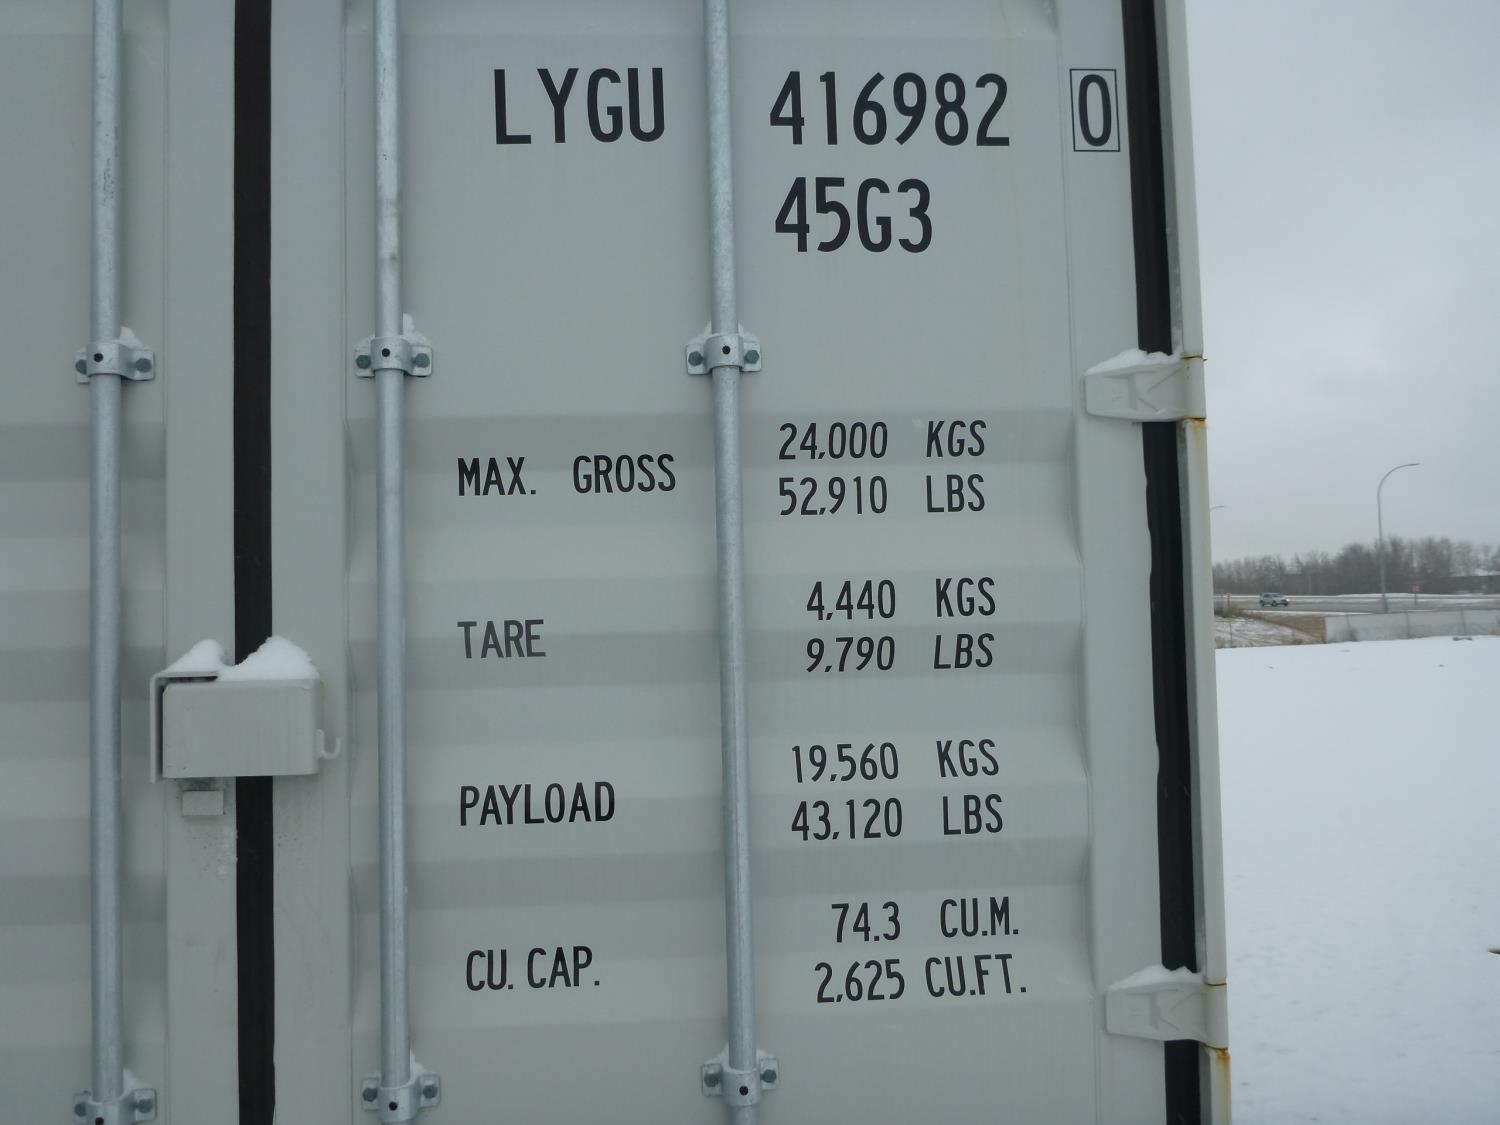 LYGU 416982 0
45G3
MAX. GROSS 24,000 KGS
52,910 LBS
TARE 4,440 KGS
9,790 LBS
PAYLOAD 19,560 KGS
43,120 LBS
CU. CAP. 74.3 CU.M.
2,625 CU.FT.